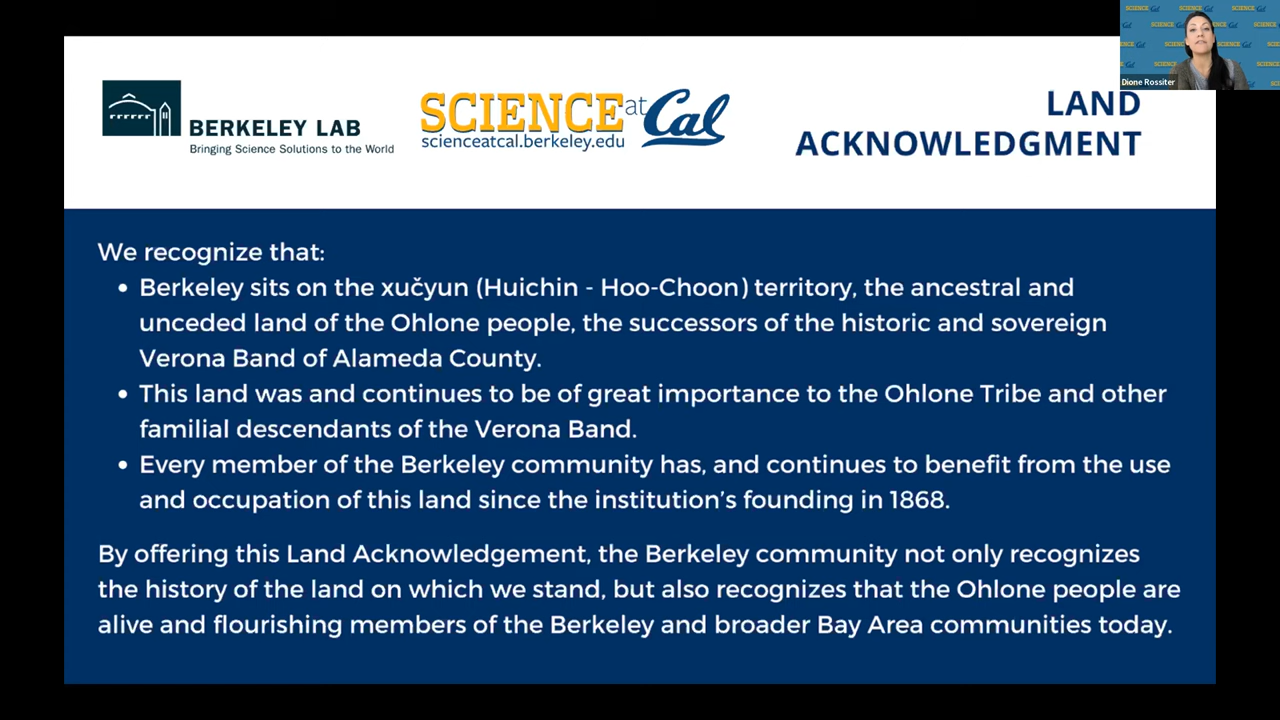 BERKELEY LAB
Bringing Science Solutions to the World
SCIENCE at Cal
scienceatcal.berkeley.edu
LAND
ACKNOWLEDGMENT
Dione Rossiter
We recognize that:
• Berkeley sits on the xučyun (Huichin - Hoo-Choon) territory, the ancestral and
unceded land of the Ohlone people, the successors of the historic and sovereign
Verona Band of Alameda County.
• This land was and continues to be of great importance to the Ohlone Tribe and other
familial descendants of the Verona Band.
• Every member of the Berkeley community has, and continues to benefit from the use
and occupation of this land since the institution's founding in 1868.
By offering this Land Acknowledgement, the Berkeley community not only recognizes
the history of the land on which we stand, but also recognizes that the Ohlone people are
alive and flourishing members of the Berkeley and broader Bay Area communities today.